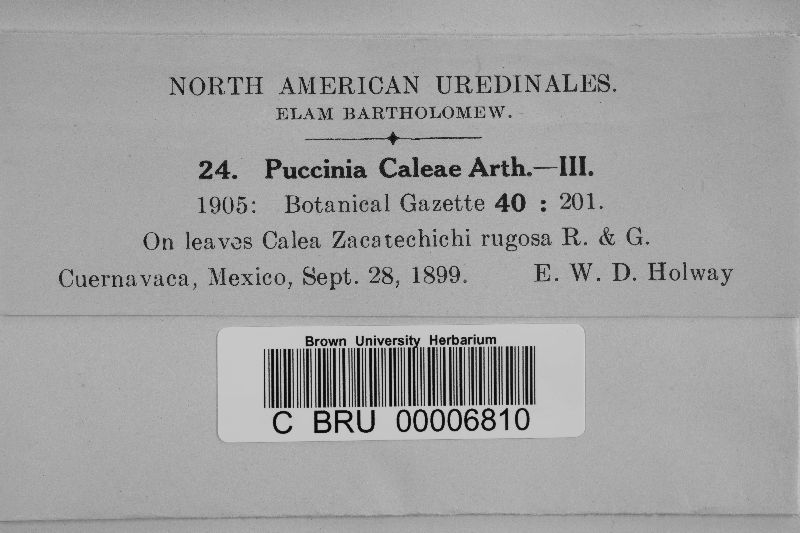 NORTH AMERICAN UREDINALES.
ELAM BARTHOLOMEW.
24. Puccinia Caleae Arth.—III.
1905: Botanical Gazette 40 : 201.
On leaves Calea Zacatechichi rugosa R. & G.
Cuernavaca, Mexico, Sept. 28, 1899. E. W. D. Holway
Brown University Herbarium
C BRU 00006810